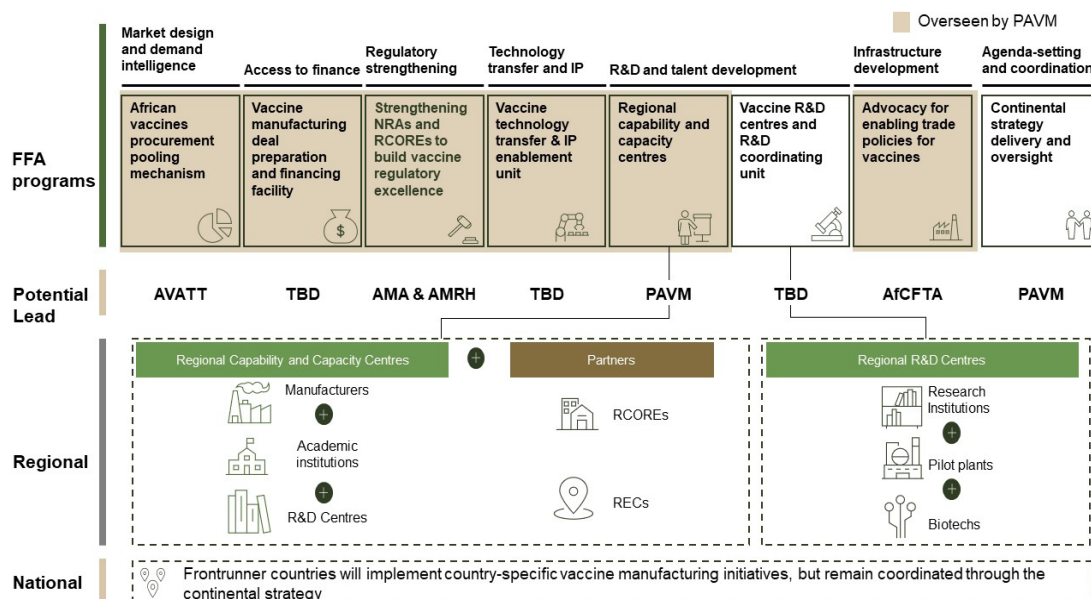 Overseen by PAVM
Market design
and demand
intelligence
Access to finance
Regulatory
strengthening
Technology
transfer and IP
R&D and talent development
Infrastructure
development
Agenda-setting
and coordination
FFA
programs
African
vaccines
procurement
pooling
mechanism
Vaccine
manufacturing
deal
preparation
and financing
facility
$
Strengthening
NRAs and
RCOREs to
build vaccine
regulatory
excellence
Vaccine
technology
transfer & IP
enablement
unit
Regional
capability and
capacity
centres
Vaccine R&D
centres and
R&D
coordinating
unit
Advocacy for
enabling trade
policies for
vaccines
Continental
strategy
delivery and
oversight
Potential
Lead
AVATT
TBD
AMA & AMRH
TBD
PAVM
TBD
AfCFTA
PAVM
Regional
Regional Capability and Capacity Centres
+
Partners
Manufacturers
+
Academic
institutions
+
R&D Centres
RCOREs
RECs
Regional R&D Centres
Research
Institutions
+
Pilot plants
+
Biotechs
National
Frontrunner countries will implement country-specific vaccine manufacturing initiatives, but remain coordinated through the
continental strategy